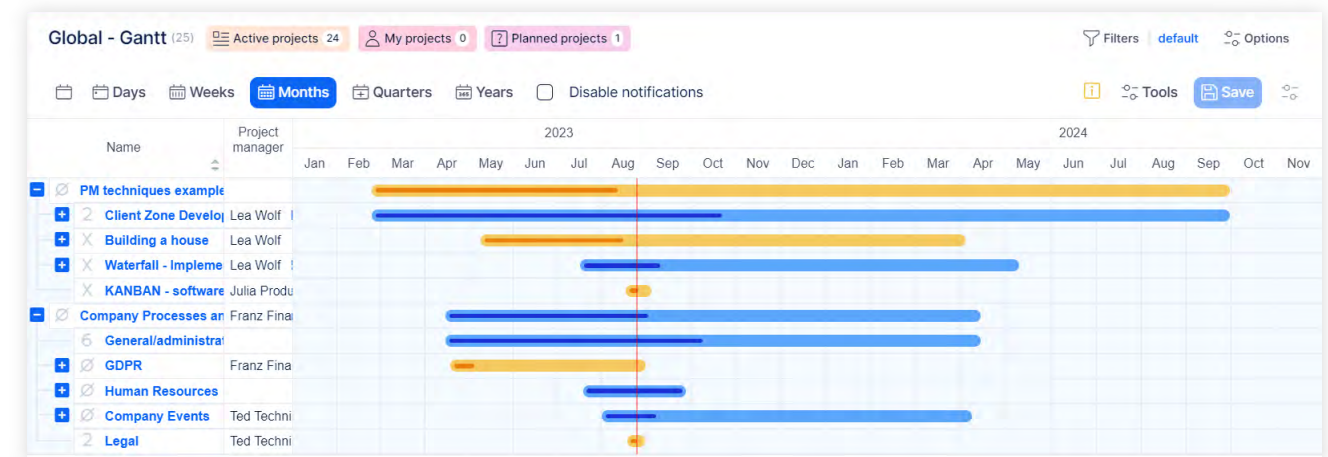 Global - Gantt (25) Active projects 24 My projects 0 ? Planned projects 1 Filters default Options
Days Weeks Months Quarters 365 Years Disable notifications i Tools Save
Name Project manager 2023 2024
Jan Feb Mar Apr May Jun Jul Aug Sep Oct Nov Dec Jan Feb Mar Apr May Jun Jul Aug Sep Oct Nov
PM techniques example
2 Client Zone Develop Lea Wolf
X Building a house Lea Wolf
X Waterfall - Impleme Lea Wolf
X KANBAN - software Julia Produ
Company Processes an Franz Finan
6 General/administrat
GDPR Franz Fina
Human Resources
Company Events Ted Techni
2 Legal Ted Techni